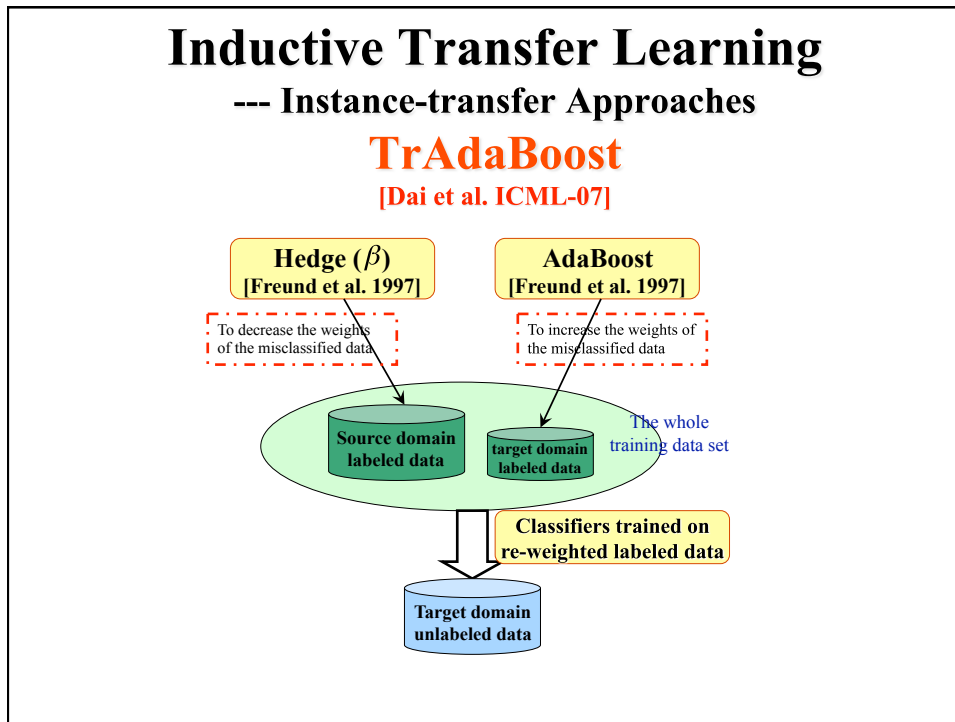 Inductive Transfer Learning
--- Instance-transfer Approaches
TrAdaBoost
[Dai et al. ICML-07]
Hedge (β)
[Freund et al. 1997]
AdaBoost
[Freund et al. 1997]
To decrease the weights
of the misclassified data
To increase the weights of
the misclassified data
Source domain
labeled data
target domain
labeled data
The whole
training data set
Classifiers trained on
re-weighted labeled data
Target domain
unlabeled data